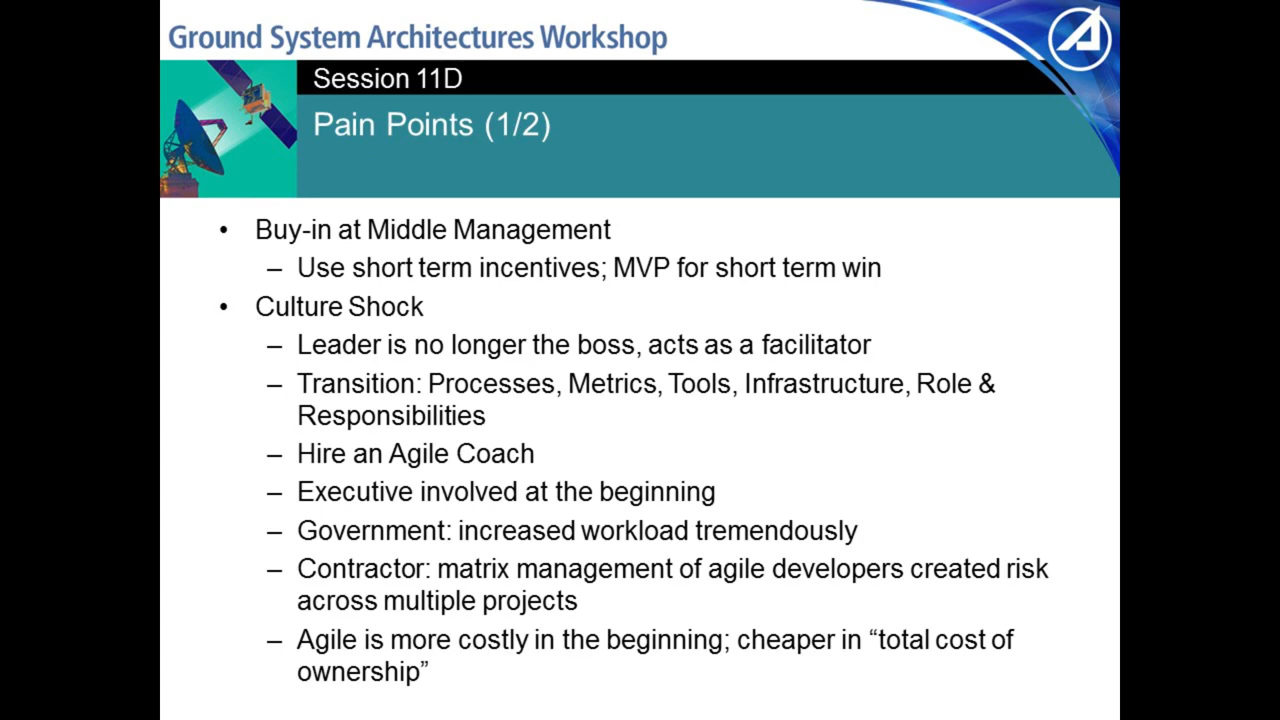 Ground System Architectures Workshop
Session 11D
Pain Points (1/2)
• Buy-in at Middle Management
– Use short term incentives; MVP for short term win
• Culture Shock
– Leader is no longer the boss, acts as a facilitator
– Transition: Processes, Metrics, Tools, Infrastructure, Role &
Responsibilities
– Hire an Agile Coach
– Executive involved at the beginning
– Government: increased workload tremendously
– Contractor: matrix management of agile developers created risk
across multiple projects
– Agile is more costly in the beginning; cheaper in “total cost of
ownership”